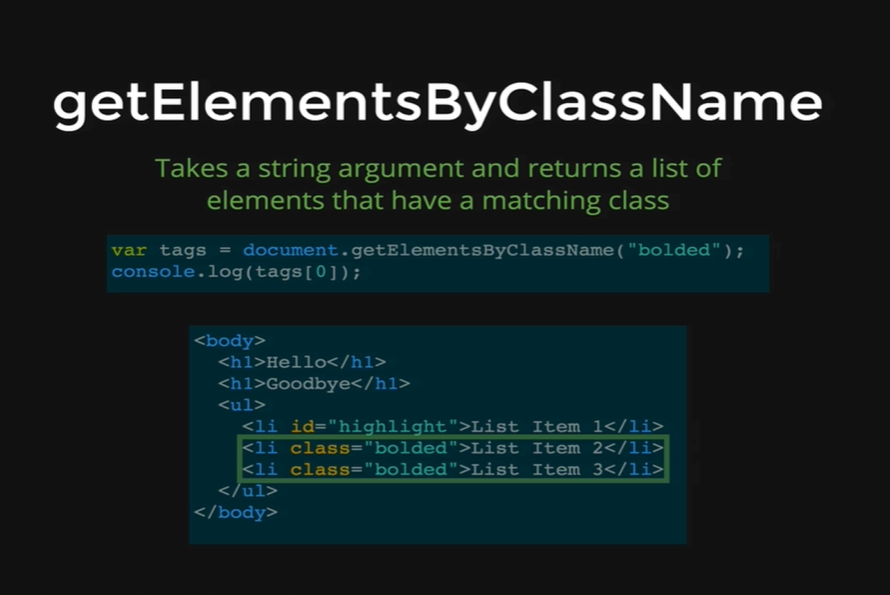 getElementsByClassName
Takes a string argument and returns a list of
elements that have a matching class
var tags = document.getElementsByClassName("bolded");
console.log(tags[0]);
<body>
  <h1>Hello</h1>
  <h1>Goodbye</h1>
  <ul>
    <li id="highlight">List Item 1</li>
    <li class="bolded">List Item 2</li>
    <li class="bolded">List Item 3</li>
  </ul>
</body>